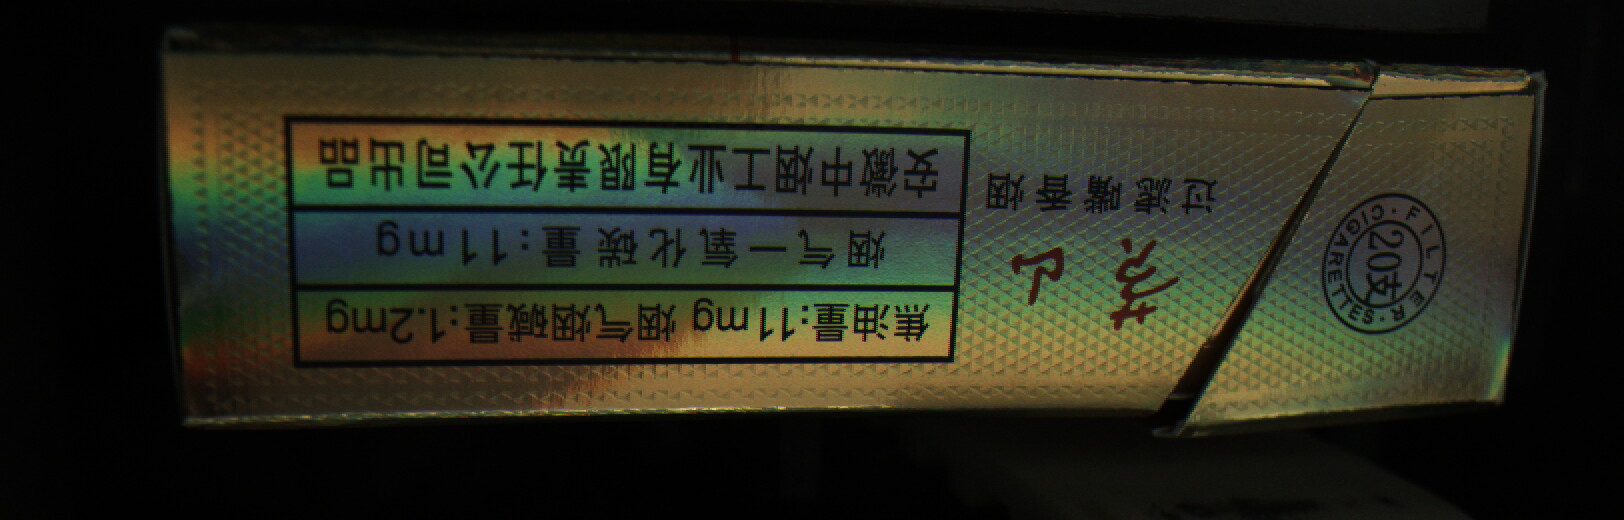 FILTER·CIGARETTES·
20支
黄山
过滤嘴香烟
焦油量:11mg 烟气烟碱量:1.2mg
烟气一氧化碳量:11mg
安徽中烟工业有限责任公司出品